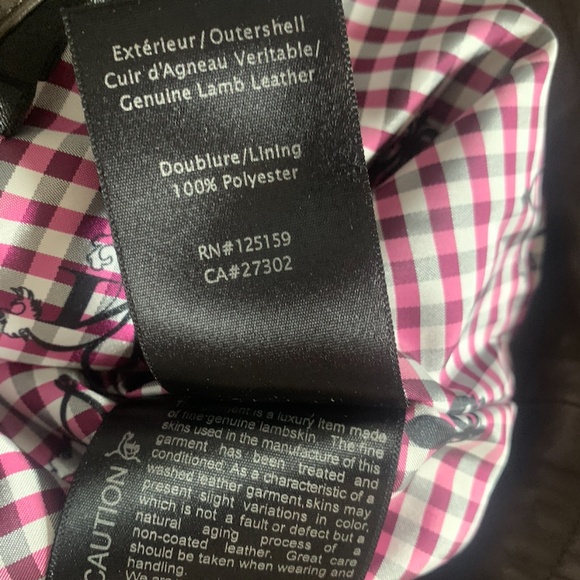 Extérieur/Outershell
Cuir d'Agneau Veritable/
Genuine Lamb Leather
Doublure/Lining
100% Polyester
RN#125159
CA#27302
CAUTION
is a luxury item made
of fine genuine lambskin. The fine
skins used in the manufacture of this
garment has been treated and
conditioned. As a characteristic of a
washed leather garment, skins may
present slight variations in color,
which is not a fault or defect but a
natural aging process of a
non-coated leather. Great care
should be taken when wearing and
handling.
We are